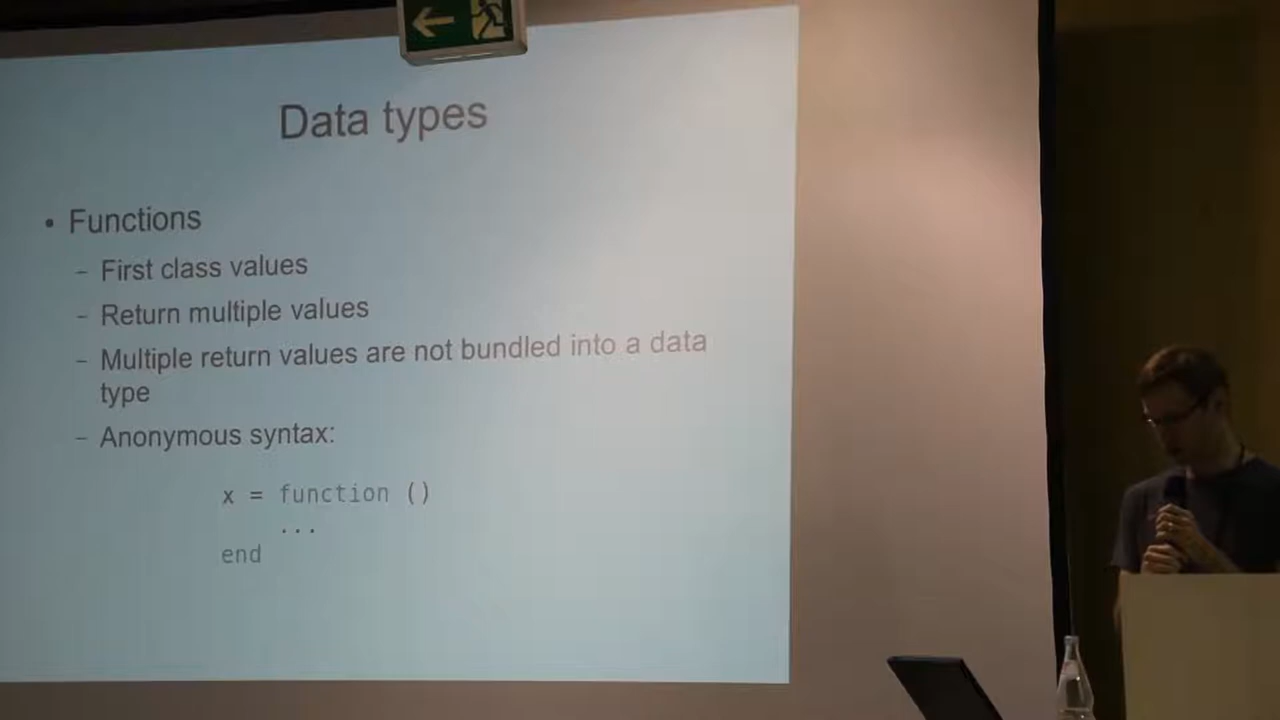 Data types
• Functions
– First class values
– Return multiple values
– Multiple return values are not bundled into a data
type
– Anonymous syntax:
x = function ()
...
end